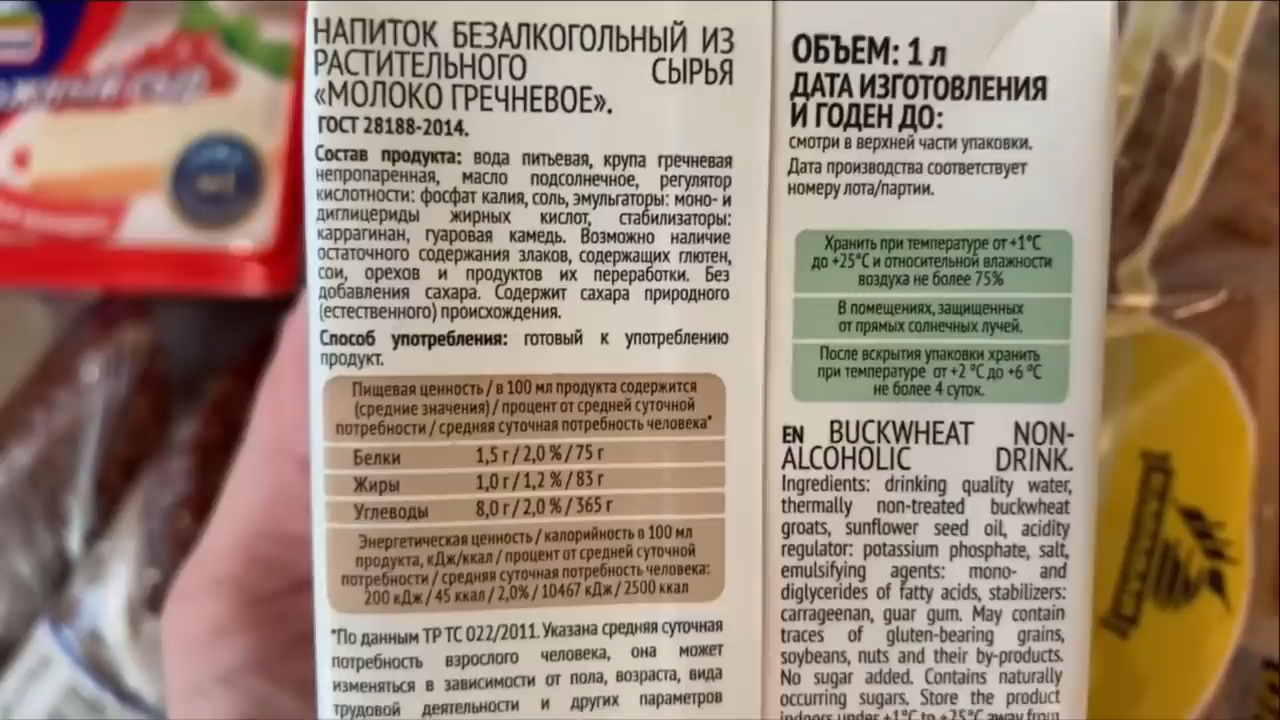 НАПИТОК БЕЗАЛКОГОЛЬНЫЙ ИЗ
РАСТИТЕЛЬНОГО СЫРЬЯ
«МОЛОКО ГРЕЧНЕВОЕ».
ГОСТ 28188-2014.
Состав продукта: вода питьевая, крупа гречневая
непропаренная, масло подсолнечное, регулятор
кислотности: фосфат калия, соль, эмульгаторы: моно- и
диглицериды жирных кислот, стабилизаторы:
каррагинан, гуаровая камедь. Возможно наличие
остаточного содержания злаков, содержащих глютен,
сои, орехов и продуктов их переработки. Без
добавления сахара. Содержит сахара природного
(естественного) происхождения.
Способ употребления: готовый к употреблению
продукт.
Пищевая ценность / в 100 мл продукта содержится
(средние значения) / процент от средней суточной
потребности / средняя суточная потребность человека*
Белки 1,5 г / 2,0 % / 75 г
Жиры 1,0 г / 1,2 % / 83 г
Углеводы 8,0 г / 2,0 % / 365 г
Энергетическая ценность / калорийность в 100 мл
продукта, кДж/ккал / процент от средней суточной
потребности / средняя суточная потребность человека:
200 кДж / 45 ккал / 2,0% / 10467 кДж / 2500 ккал
*По данным ТР ТС 022/2011. Указана средняя суточная
потребность взрослого человека, она может
изменяться в зависимости от пола, возраста, вида
трудовой деятельности и других параметров
ОБЪЕМ: 1 л
ДАТА ИЗГОТОВЛЕНИЯ
И ГОДЕН ДО:
смотри в верхней части упаковки.
Дата производства соответствует
номеру лота/партии.
Хранить при температуре от +1°C
до +25°C и относительной влажности
воздуха не более 75%
В помещениях, защищенных
от прямых солнечных лучей.
После вскрытия упаковки хранить
при температуре от +2 °C до +6 °C
не более 4 суток.
EN BUCKWHEAT NON-
ALCOHOLIC DRINK.
Ingredients: drinking quality water,
thermally non-treated buckwheat
groats, sunflower seed oil, acidity
regulator: potassium phosphate, salt,
emulsifying agents: mono- and
diglycerides of fatty acids, stabilizers:
carrageenan, guar gum. May contain
traces of gluten-bearing grains,
soybeans, nuts and their by-products.
No sugar added. Contains naturally
occurring sugars. Store the product
indoors under +1°C to +25°C away from